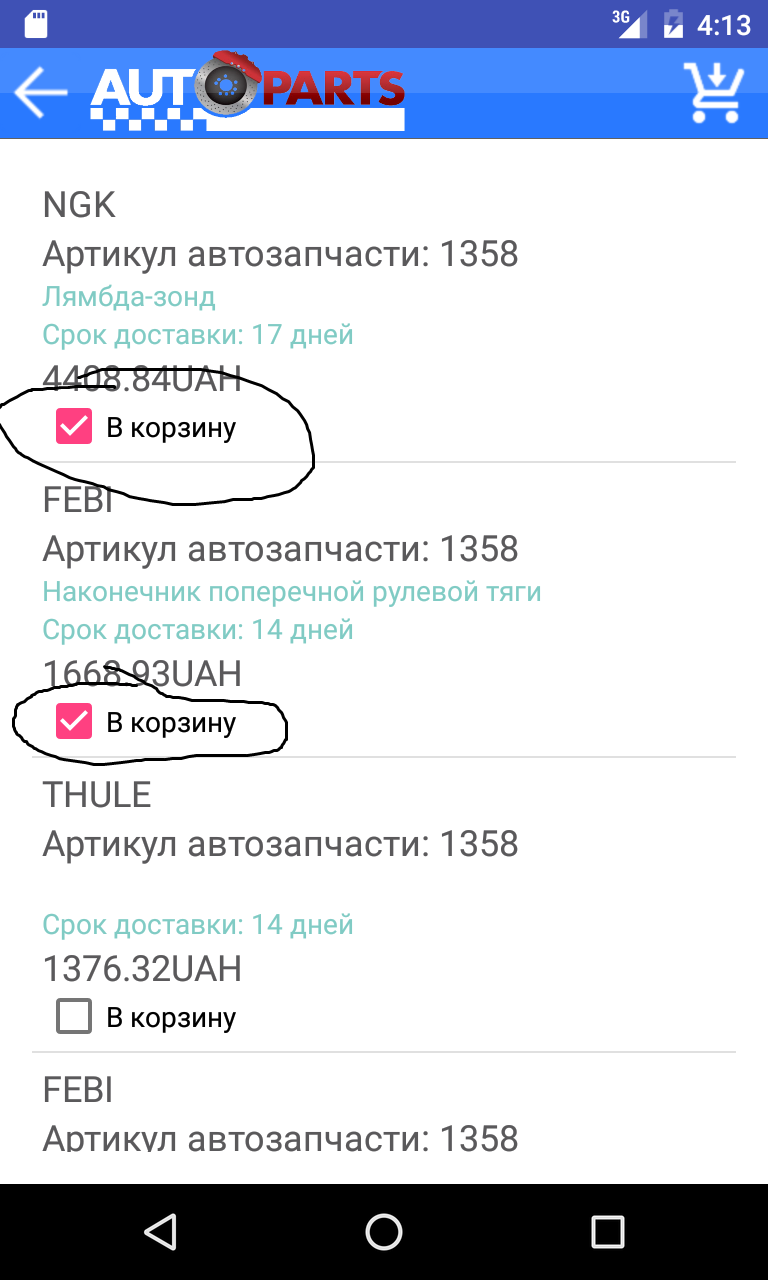 3G 4:13
AUTOPARTS
NGK
Артикул автозапчасти: 1358
Лямбда-зонд
Срок доставки: 17 дней
4408.84UAH
В корзину
FEBI
Артикул автозапчасти: 1358
Наконечник поперечной рулевой тяги
Срок доставки: 14 дней
1668.93UAH
В корзину
THULE
Артикул автозапчасти: 1358
Срок доставки: 14 дней
1376.32UAH
В корзину
FEBI
Артикул автозапчасти: 1358